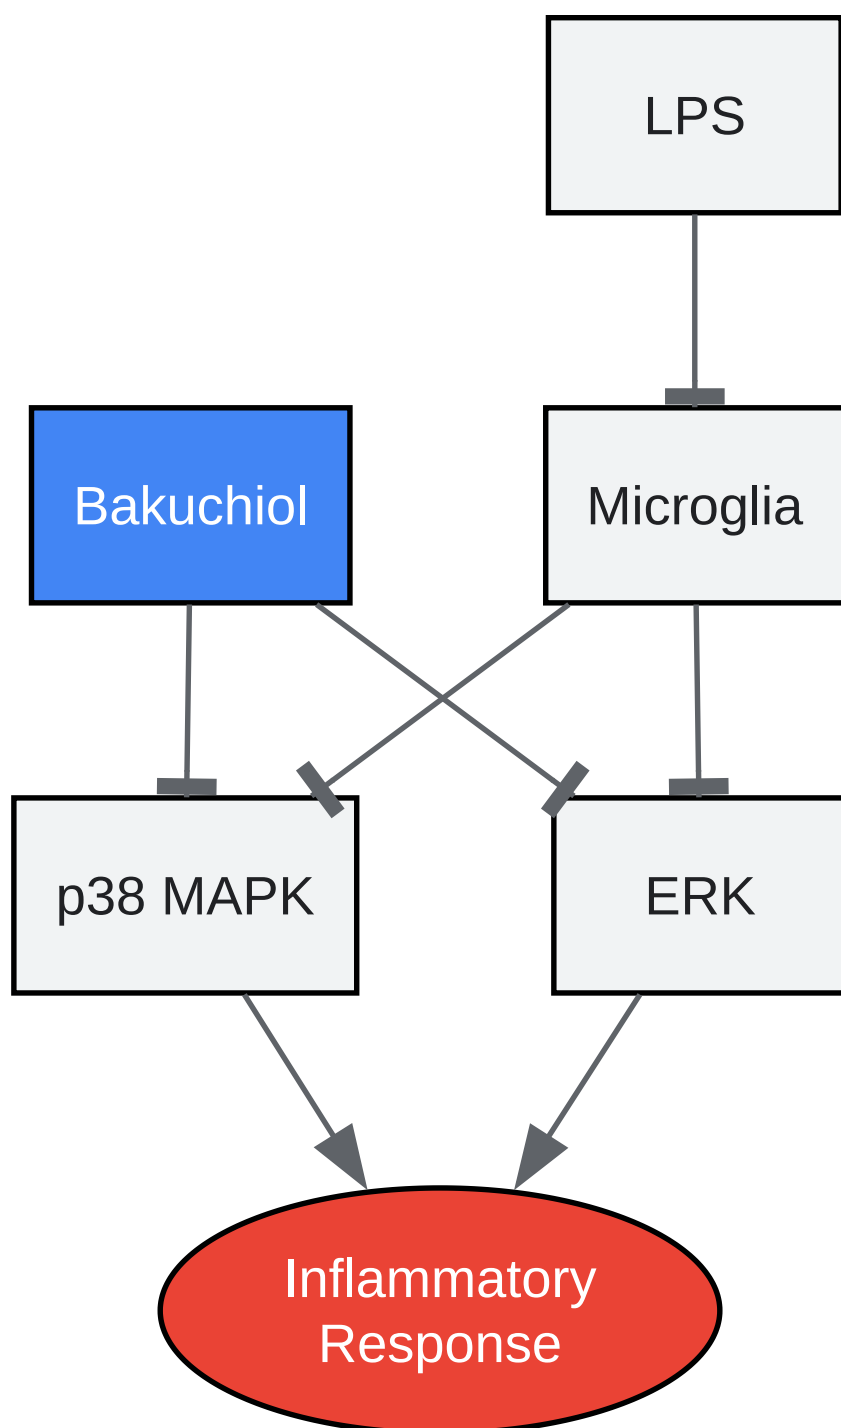 LPS
Bakuchiol
Microglia
p38 MAPK
ERK
Inflammatory
Response